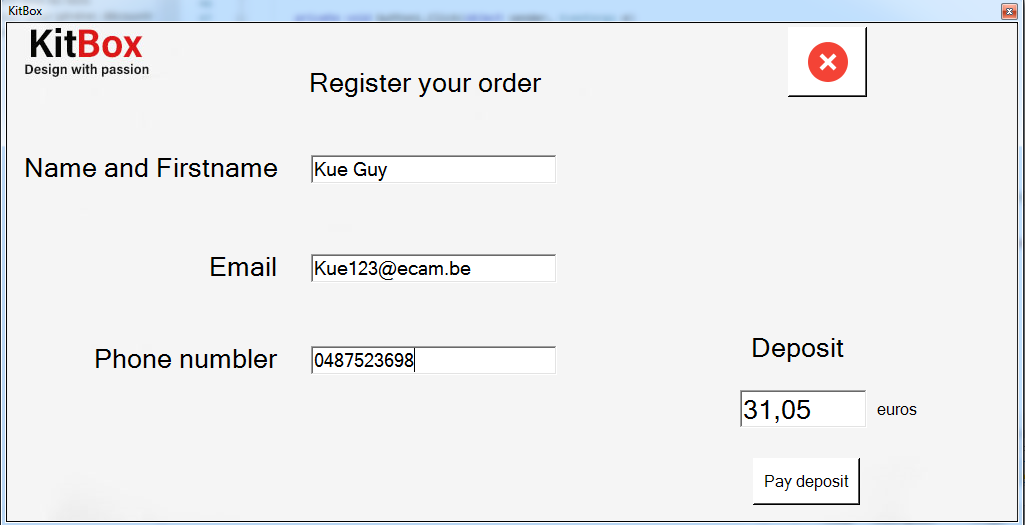 KitBox
KitBox
Design with passion
Register your order
Name and Firstname
Kue Guy
Email
Kue123@ecam.be
Phone numbler
0487523698
Deposit
31,05 euros
Pay deposit